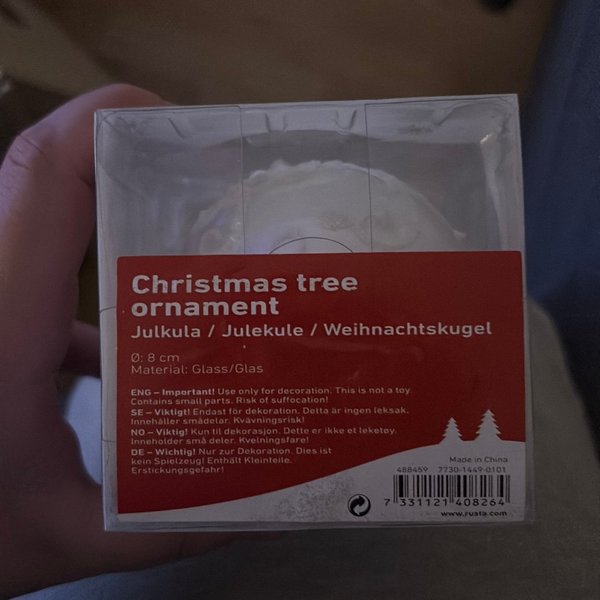 Christmas tree
ornament
Julkula / Julekule / Weihnachtskugel
Ø: 8 cm
Material: Glass/Glas
ENG – Important! Use only for decoration. This is not a toy.
Contains small parts. Risk of suffocation!
SE – Viktigt! Endast för dekoration. Detta är ingen leksak.
Innehåller smådelar. Kvävningsrisk!
NO – Viktig! Kun til dekorasjon. Dette er ikke et leketøy.
Inneholder små deler. Kvelningsfare!
DE – Wichtig! Nur zur Dekoration. Dies ist
kein Spielzeug! Enthält Kleinteile.
Erstickungsgefahr!
Made in China
488459 7730-1449-0101
7 331121 408264
www.rusta.com